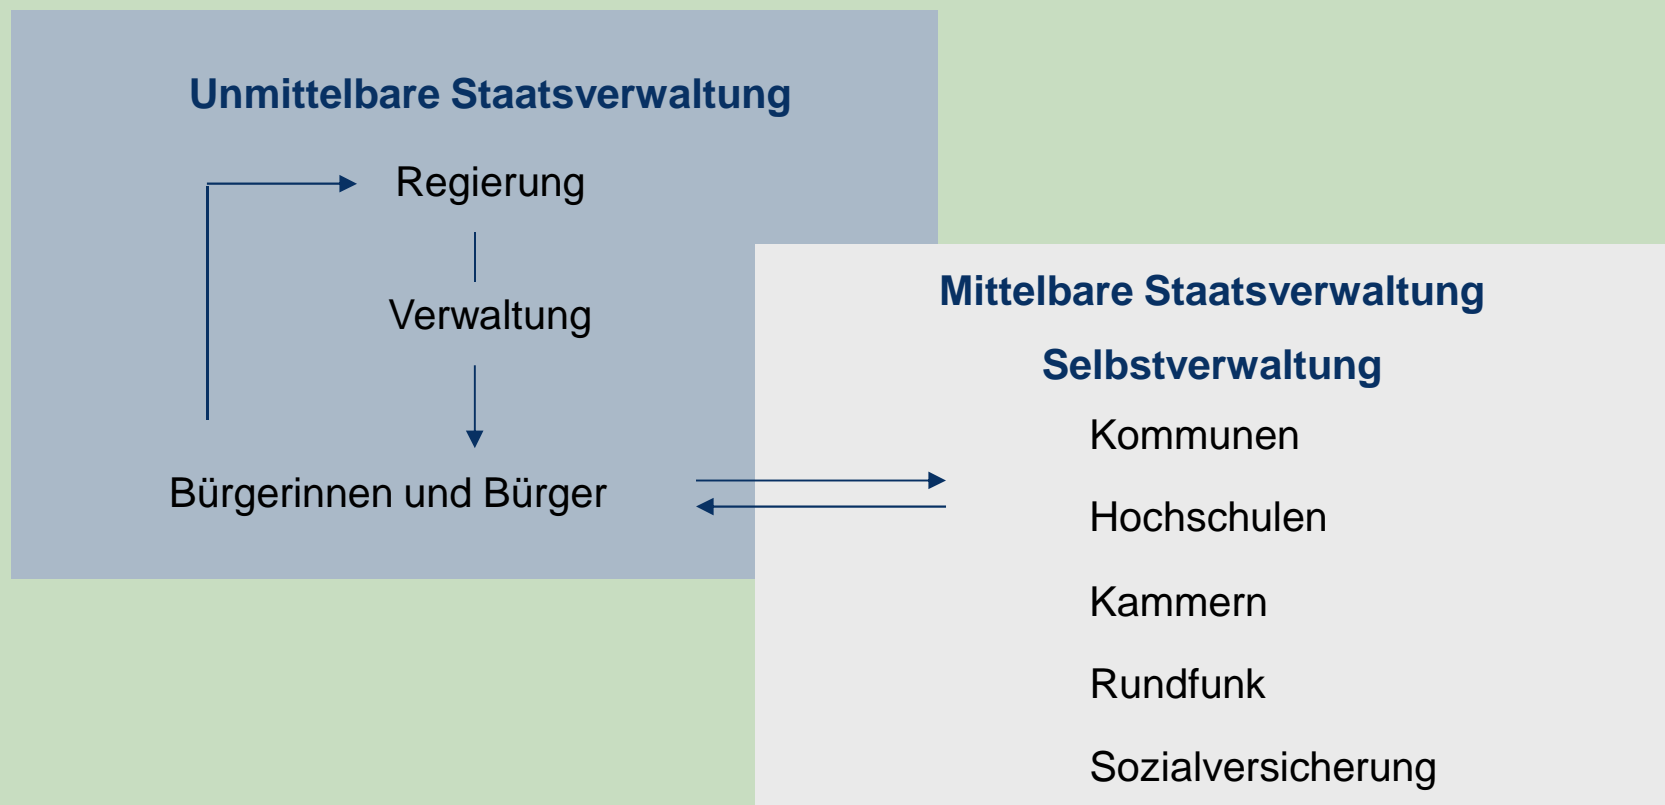 Unmittelbare Staatsverwaltung
Regierung
Verwaltung
Bürgerinnen und Bürger
Mittelbare Staatsverwaltung
Selbstverwaltung
Kommunen
Hochschulen
Kammern
Rundfunk
Sozialversicherung